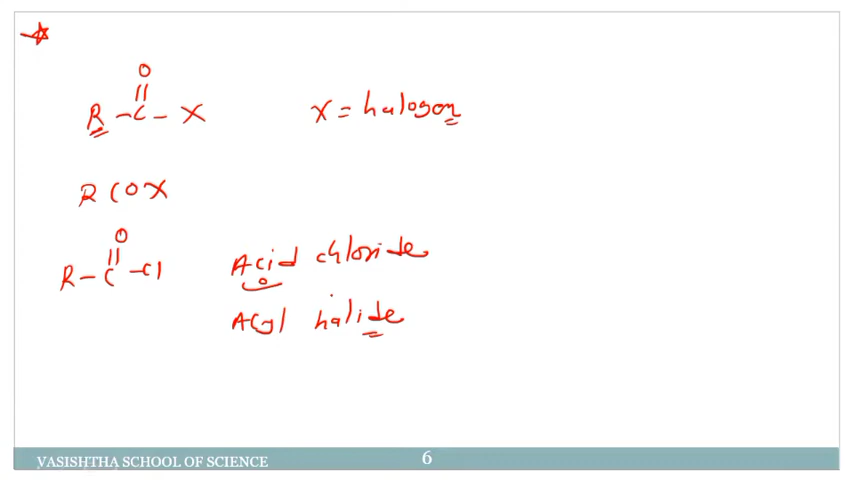 O
||
R – C – X    X = halogen
RCOX
O
||
R – C – Cl    Acid chloride
Acyl halide
VASISHTHA SCHOOL OF SCIENCE    6